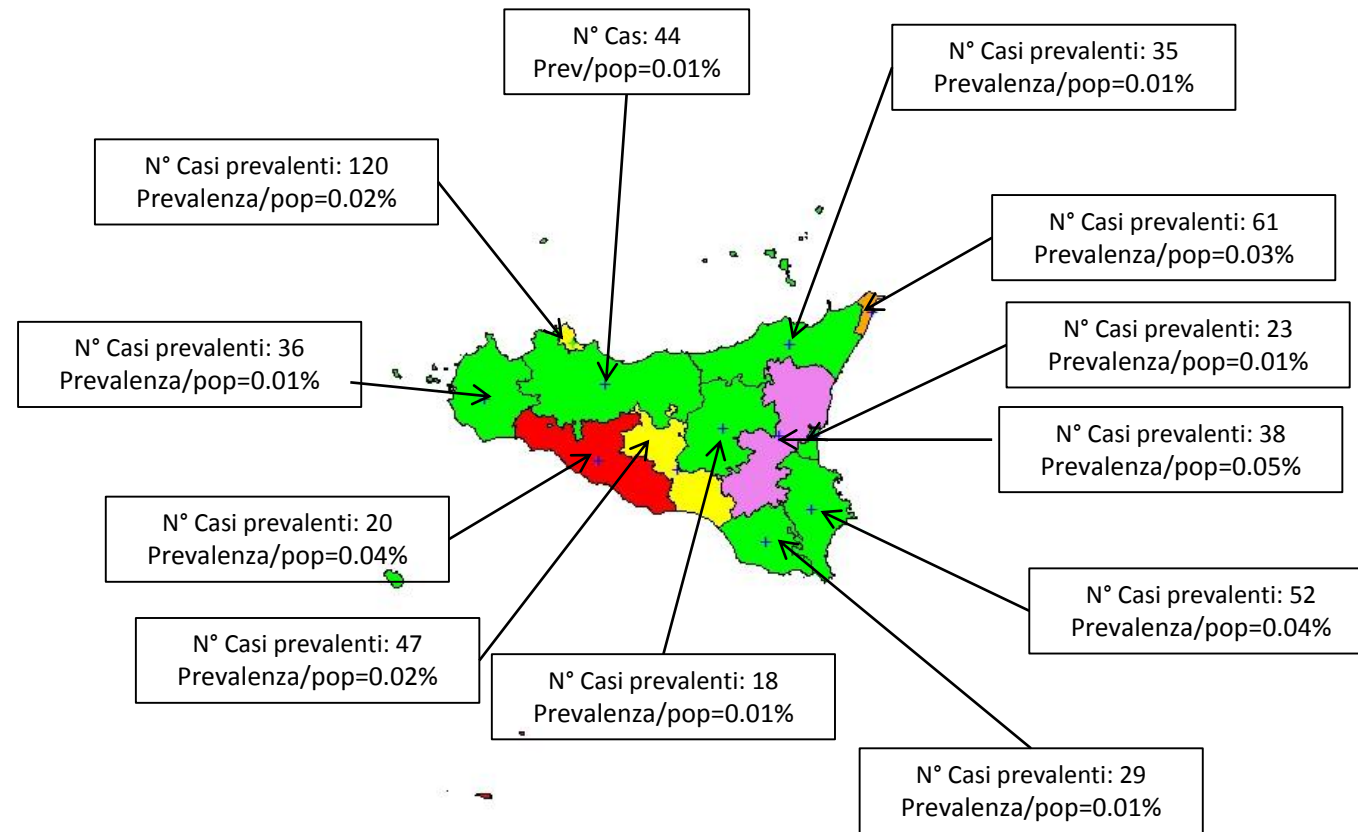 N° Cas: 44
Prev/pop=0.01%
N° Casi prevalenti: 35
Prevalenza/pop=0.01%
N° Casi prevalenti: 120
Prevalenza/pop=0.02%
N° Casi prevalenti: 61
Prevalenza/pop=0.03%
N° Casi prevalenti: 36
Prevalenza/pop=0.01%
N° Casi prevalenti: 23
Prevalenza/pop=0.01%
N° Casi prevalenti: 38
Prevalenza/pop=0.05%
N° Casi prevalenti: 20
Prevalenza/pop=0.04%
N° Casi prevalenti: 52
Prevalenza/pop=0.04%
N° Casi prevalenti: 47
Prevalenza/pop=0.02%
N° Casi prevalenti: 18
Prevalenza/pop=0.01%
N° Casi prevalenti: 29
Prevalenza/pop=0.01%